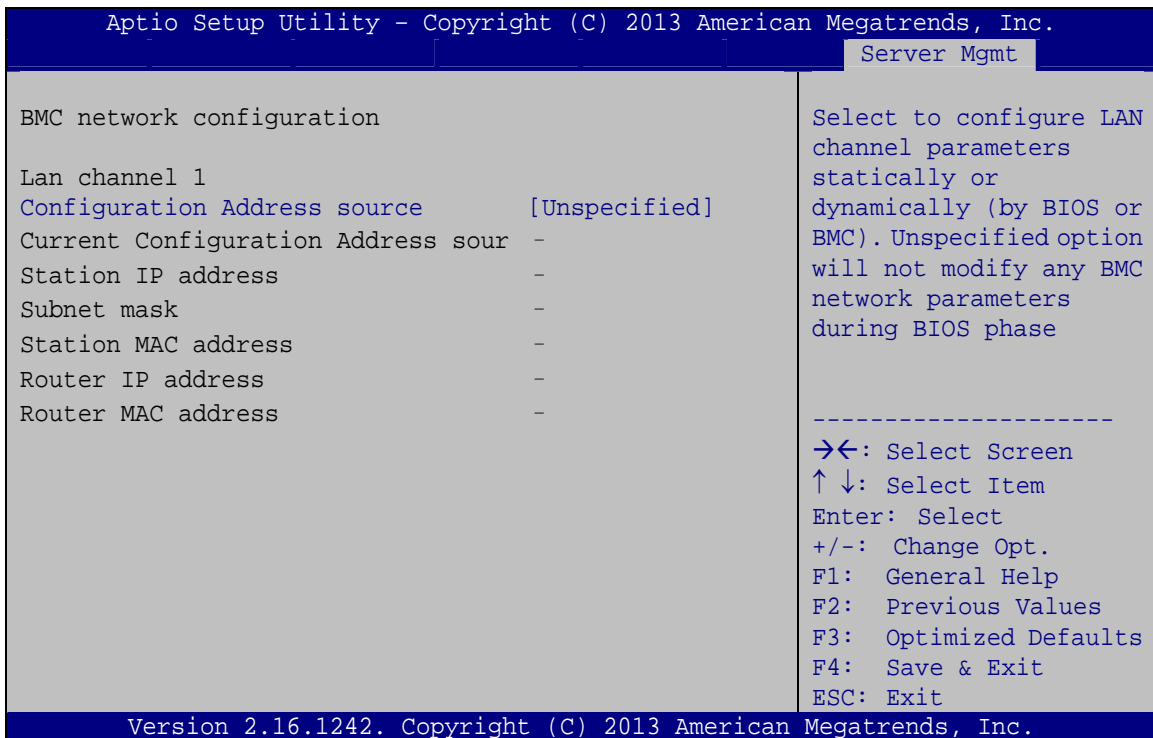 Aptio Setup Utility – Copyright (C) 2013 American Megatrends, Inc.
Server Mgmt
BMC network configuration
Lan channel 1
Configuration Address source [Unspecified]
Current Configuration Address sour -
Station IP address -
Subnet mask -
Station MAC address -
Router IP address -
Router MAC address -
Select to configure LAN
channel parameters
statically or
dynamically (by BIOS or
BMC). Unspecified option
will not modify any BMC
network parameters
during BIOS phase
---------------------
→←: Select Screen
↑ ↓: Select Item
Enter: Select
+/-: Change Opt.
F1: General Help
F2: Previous Values
F3: Optimized Defaults
F4: Save & Exit
ESC: Exit
Version 2.16.1242. Copyright (C) 2013 American Megatrends, Inc.